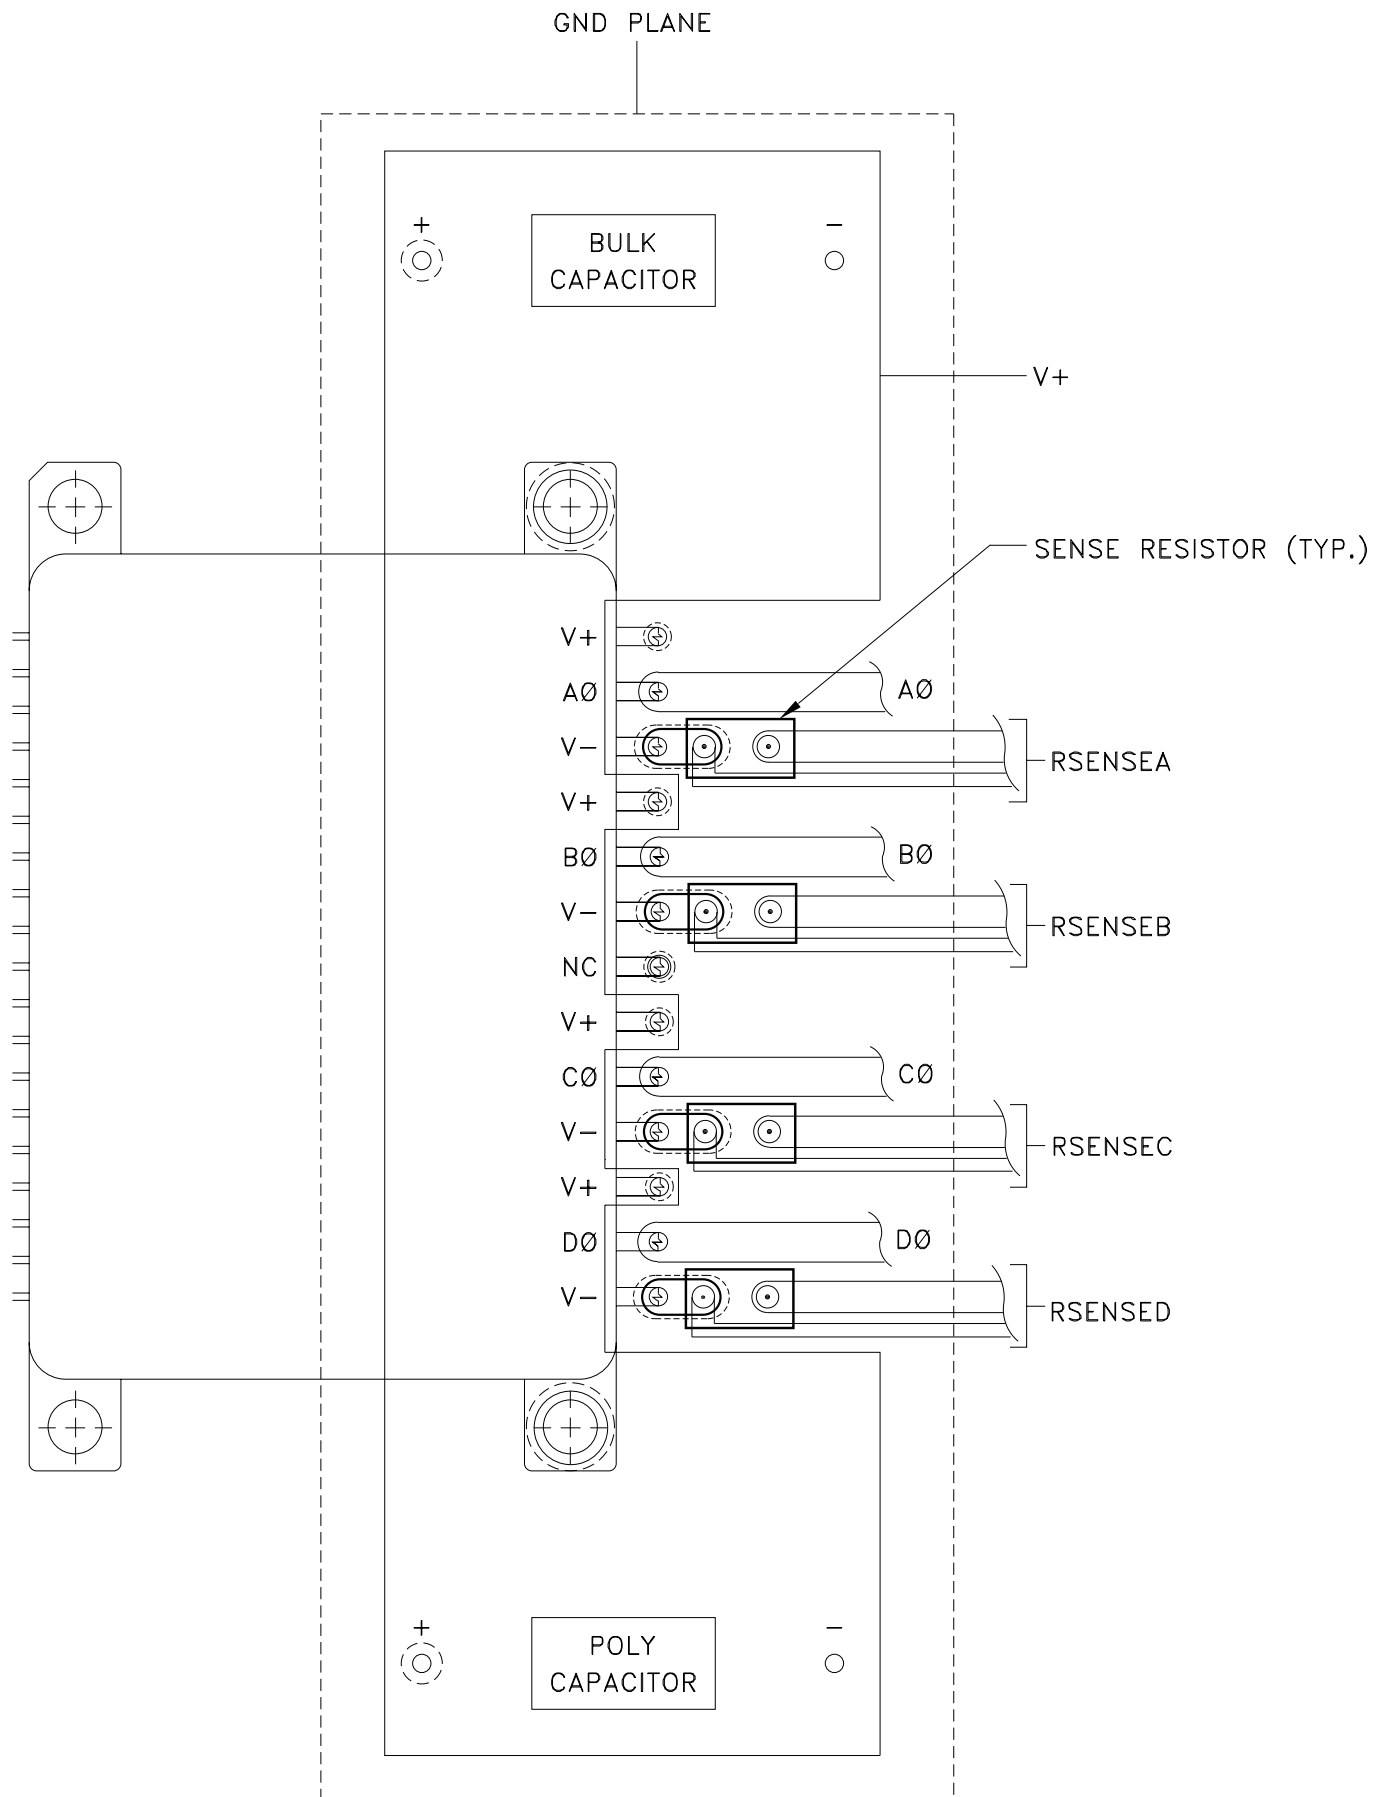 GND PLANE
+
BULK
CAPACITOR
−
V+
SENSE RESISTOR (TYP.)
V+
AØ
AØ
V−
RSENSEA
V+
BØ
BØ
V−
RSENSEB
NC
V+
CØ
CØ
V−
RSENSEC
V+
DØ
DØ
V−
RSENSED
+
POLY
CAPACITOR
−